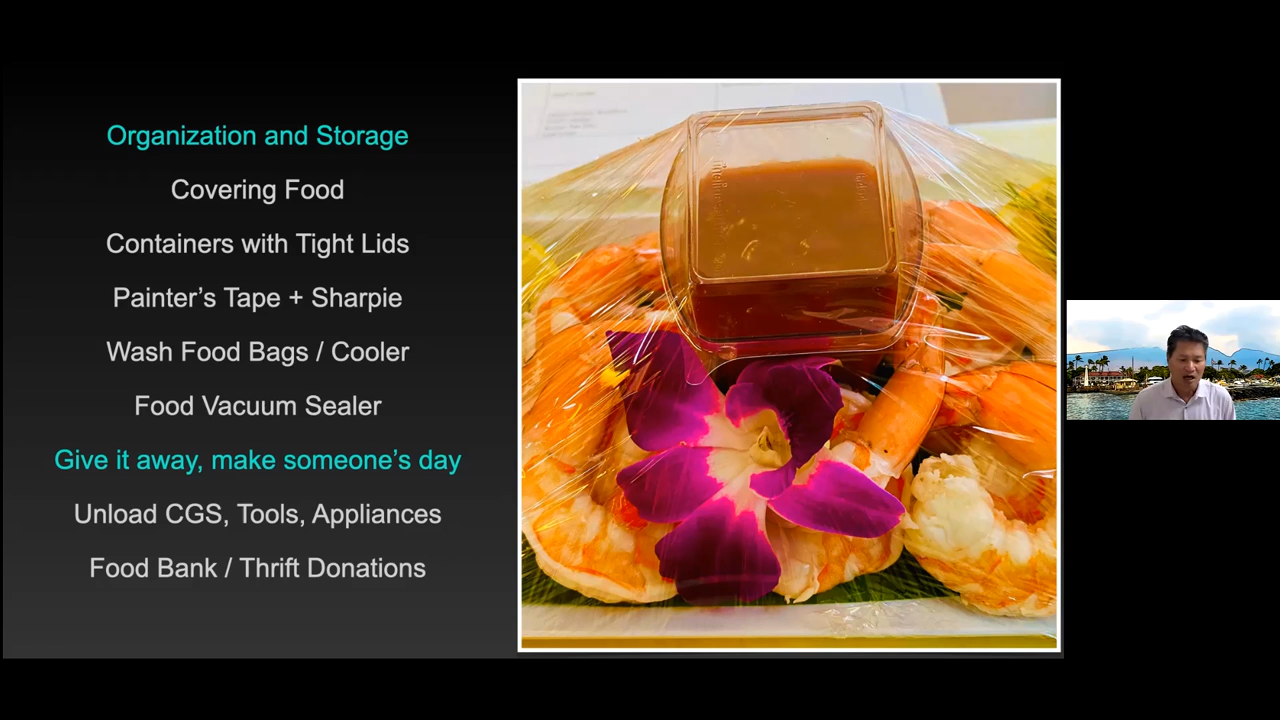 Organization and Storage
Covering Food
Containers with Tight Lids
Painter’s Tape + Sharpie
Wash Food Bags / Cooler
Food Vacuum Sealer
Give it away, make someone’s day
Unload CGS, Tools, Appliances
Food Bank / Thrift Donations